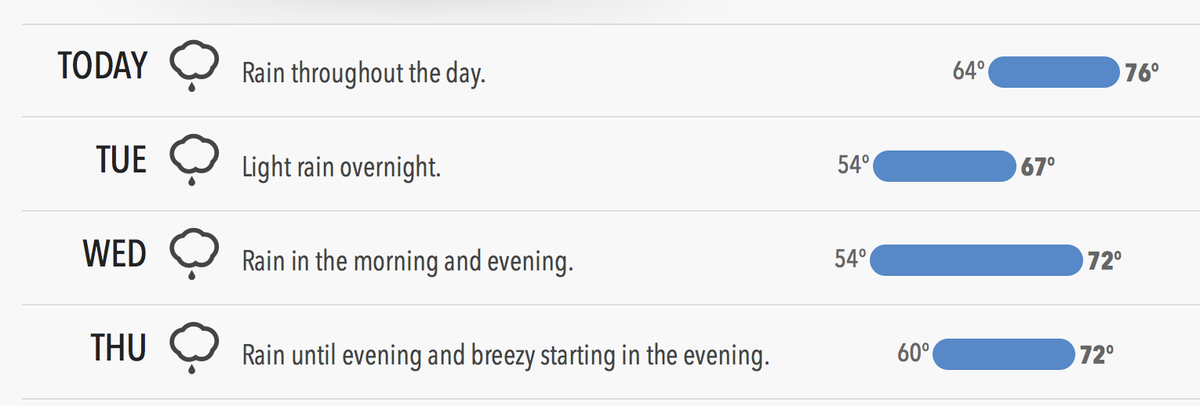 TODAY Rain throughout the day. 64° 76°
TUE Light rain overnight. 54° 67°
WED Rain in the morning and evening. 54° 72°
THU Rain until evening and breezy starting in the evening. 60° 72°